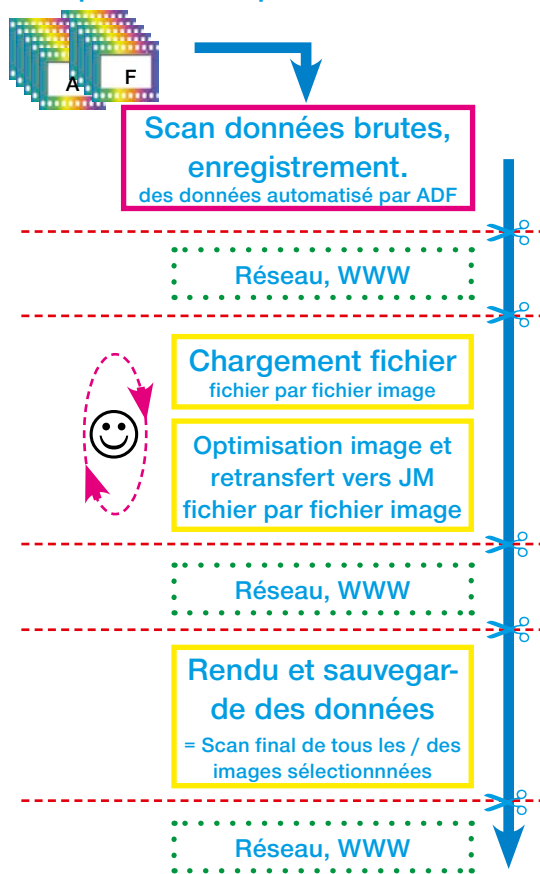 A F
Scan données brutes,
enregistrement.
des données automatisé par ADF
Réseau, WWW
Chargement fichier
fichier par fichier image
Optimisation image et
retransfert vers JM
fichier par fichier image
Réseau, WWW
Rendu et sauvegar-
de des données
= Scan final de tous les / des
images sélectionnnées
Réseau, WWW